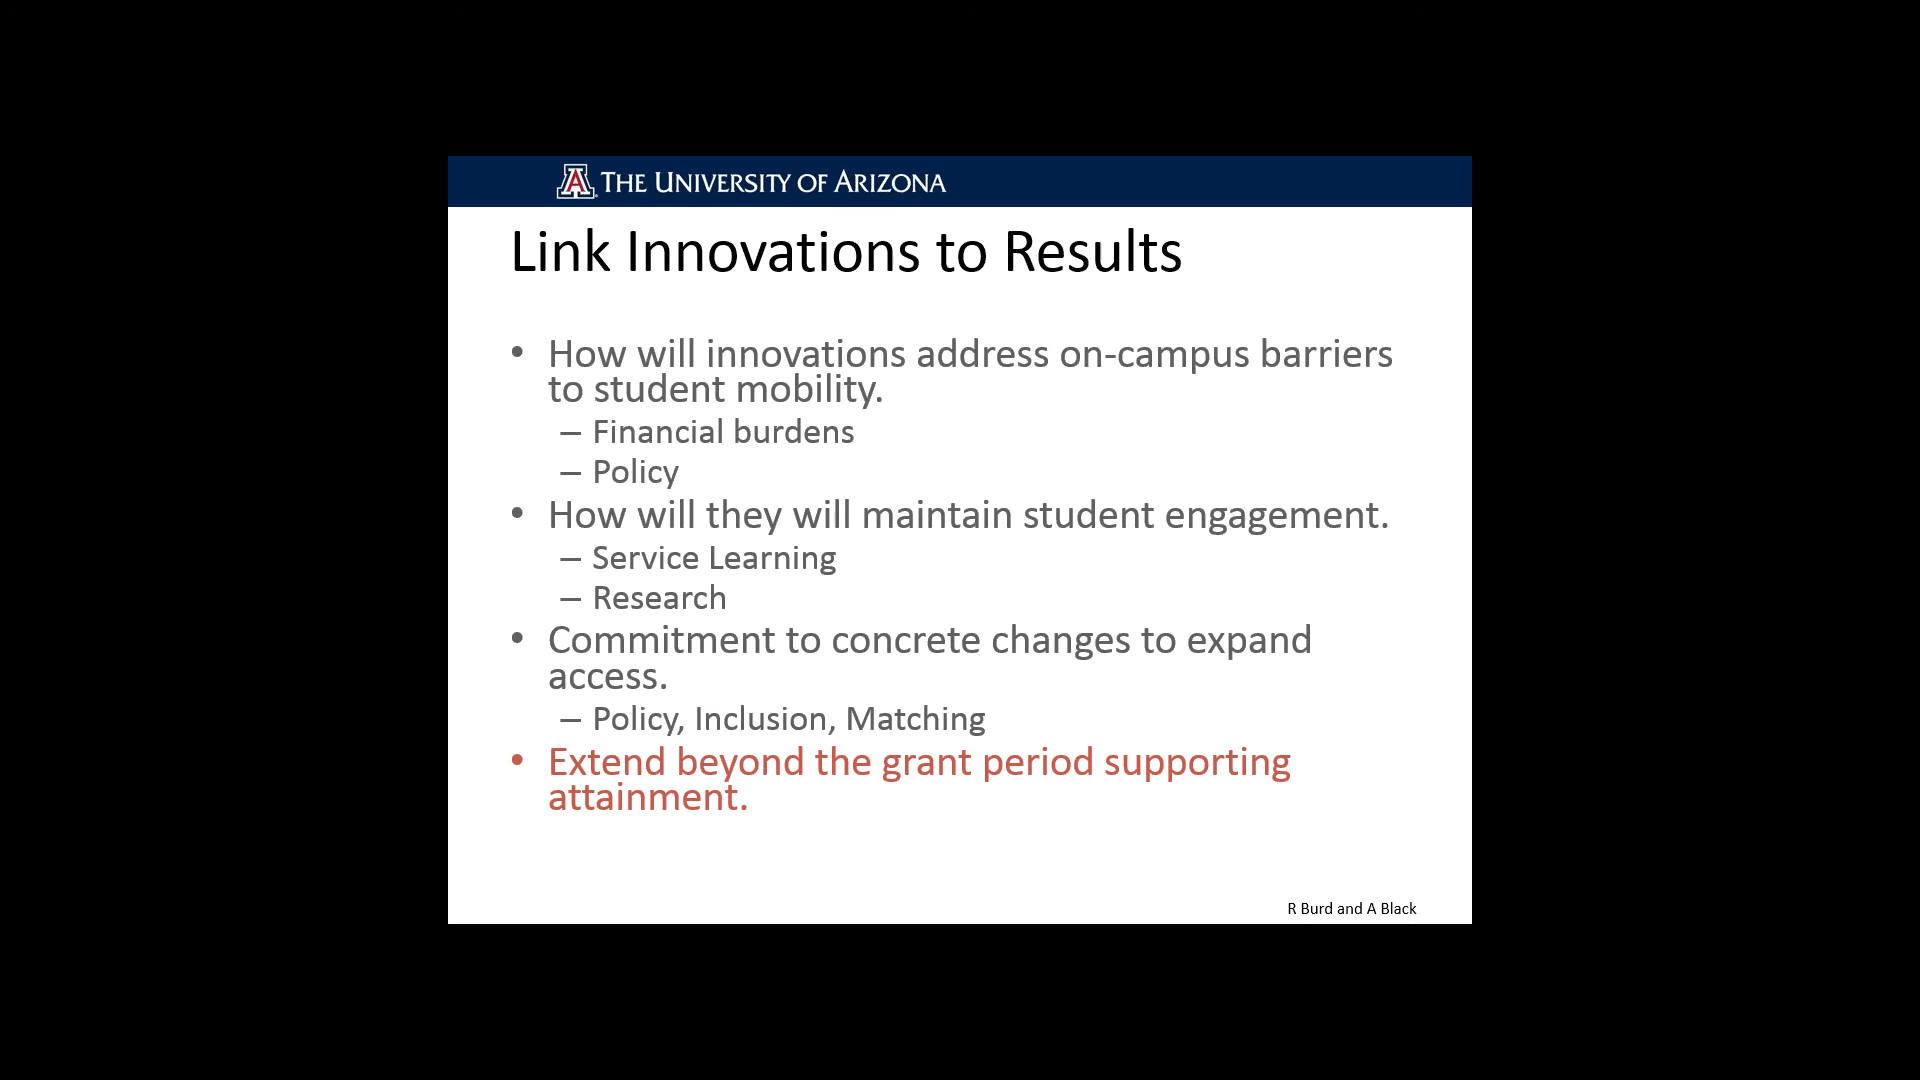 A THE UNIVERSITY OF ARIZONA
Link Innovations to Results
• How will innovations address on-campus barriers
to student mobility.
– Financial burdens
– Policy
• How will they will maintain student engagement.
– Service Learning
– Research
• Commitment to concrete changes to expand
access.
– Policy, Inclusion, Matching
• Extend beyond the grant period supporting
attainment.
R Burd and A Black